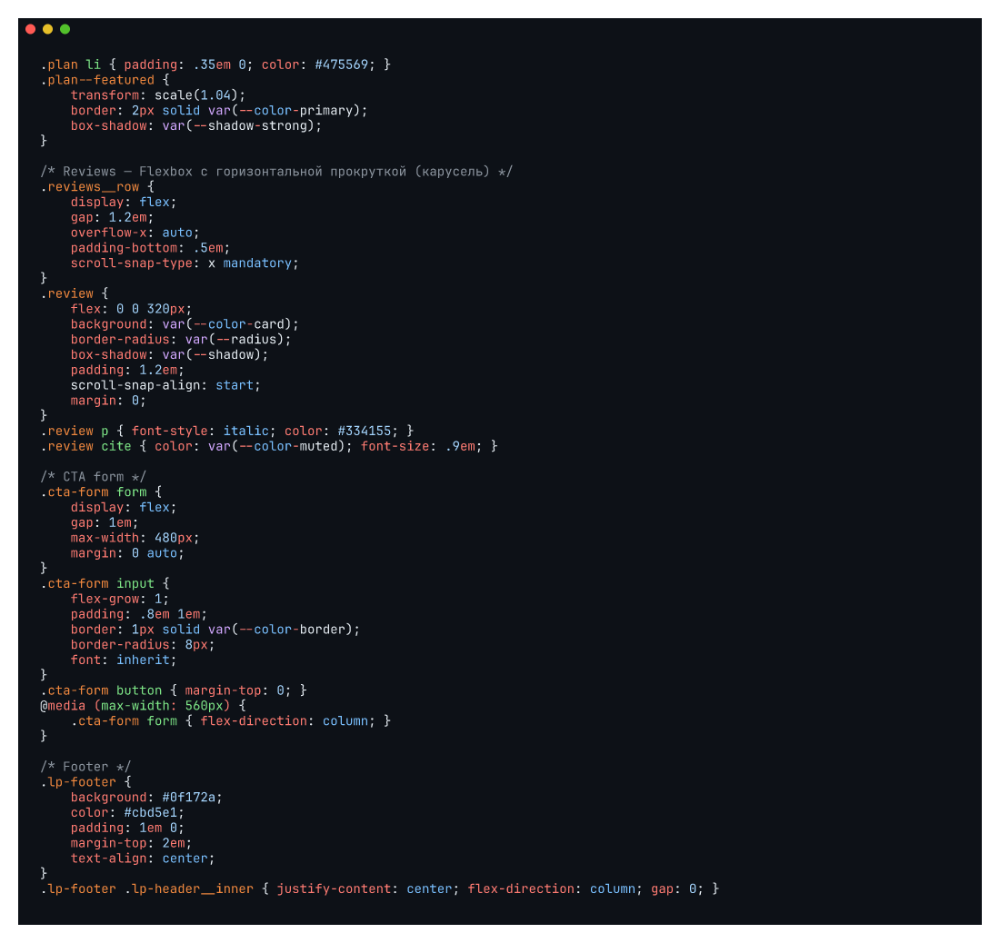 .plan li { padding: .35em 0; color: #475569; }
.plan--featured {
    transform: scale(1.04);
    border: 2px solid var(--color-primary);
    box-shadow: var(--shadow-strong);
}

/* Reviews — Flexbox с горизонтальной прокруткой (карусель) */
.reviews__row {
    display: flex;
    gap: 1.2em;
    overflow-x: auto;
    padding-bottom: .5em;
    scroll-snap-type: x mandatory;
}
.review {
    flex: 0 0 320px;
    background: var(--color-card);
    border-radius: var(--radius);
    box-shadow: var(--shadow);
    padding: 1.2em;
    scroll-snap-align: start;
    margin: 0;
}
.review p { font-style: italic; color: #334155; }
.review cite { color: var(--color-muted); font-size: .9em; }

/* CTA form */
.cta-form form {
    display: flex;
    gap: 1em;
    max-width: 480px;
    margin: 0 auto;
}
.cta-form input {
    flex-grow: 1;
    padding: .8em 1em;
    border: 1px solid var(--color-border);
    border-radius: 8px;
    font: inherit;
}
.cta-form button { margin-top: 0; }
@media (max-width: 560px) {
    .cta-form form { flex-direction: column; }
}

/* Footer */
.lp-footer {
    background: #0f172a;
    color: #cbd5e1;
    padding: 1em 0;
    margin-top: 2em;
    text-align: center;
}
.lp-footer .lp-header__inner { justify-content: center; flex-direction: column; gap: 0; }